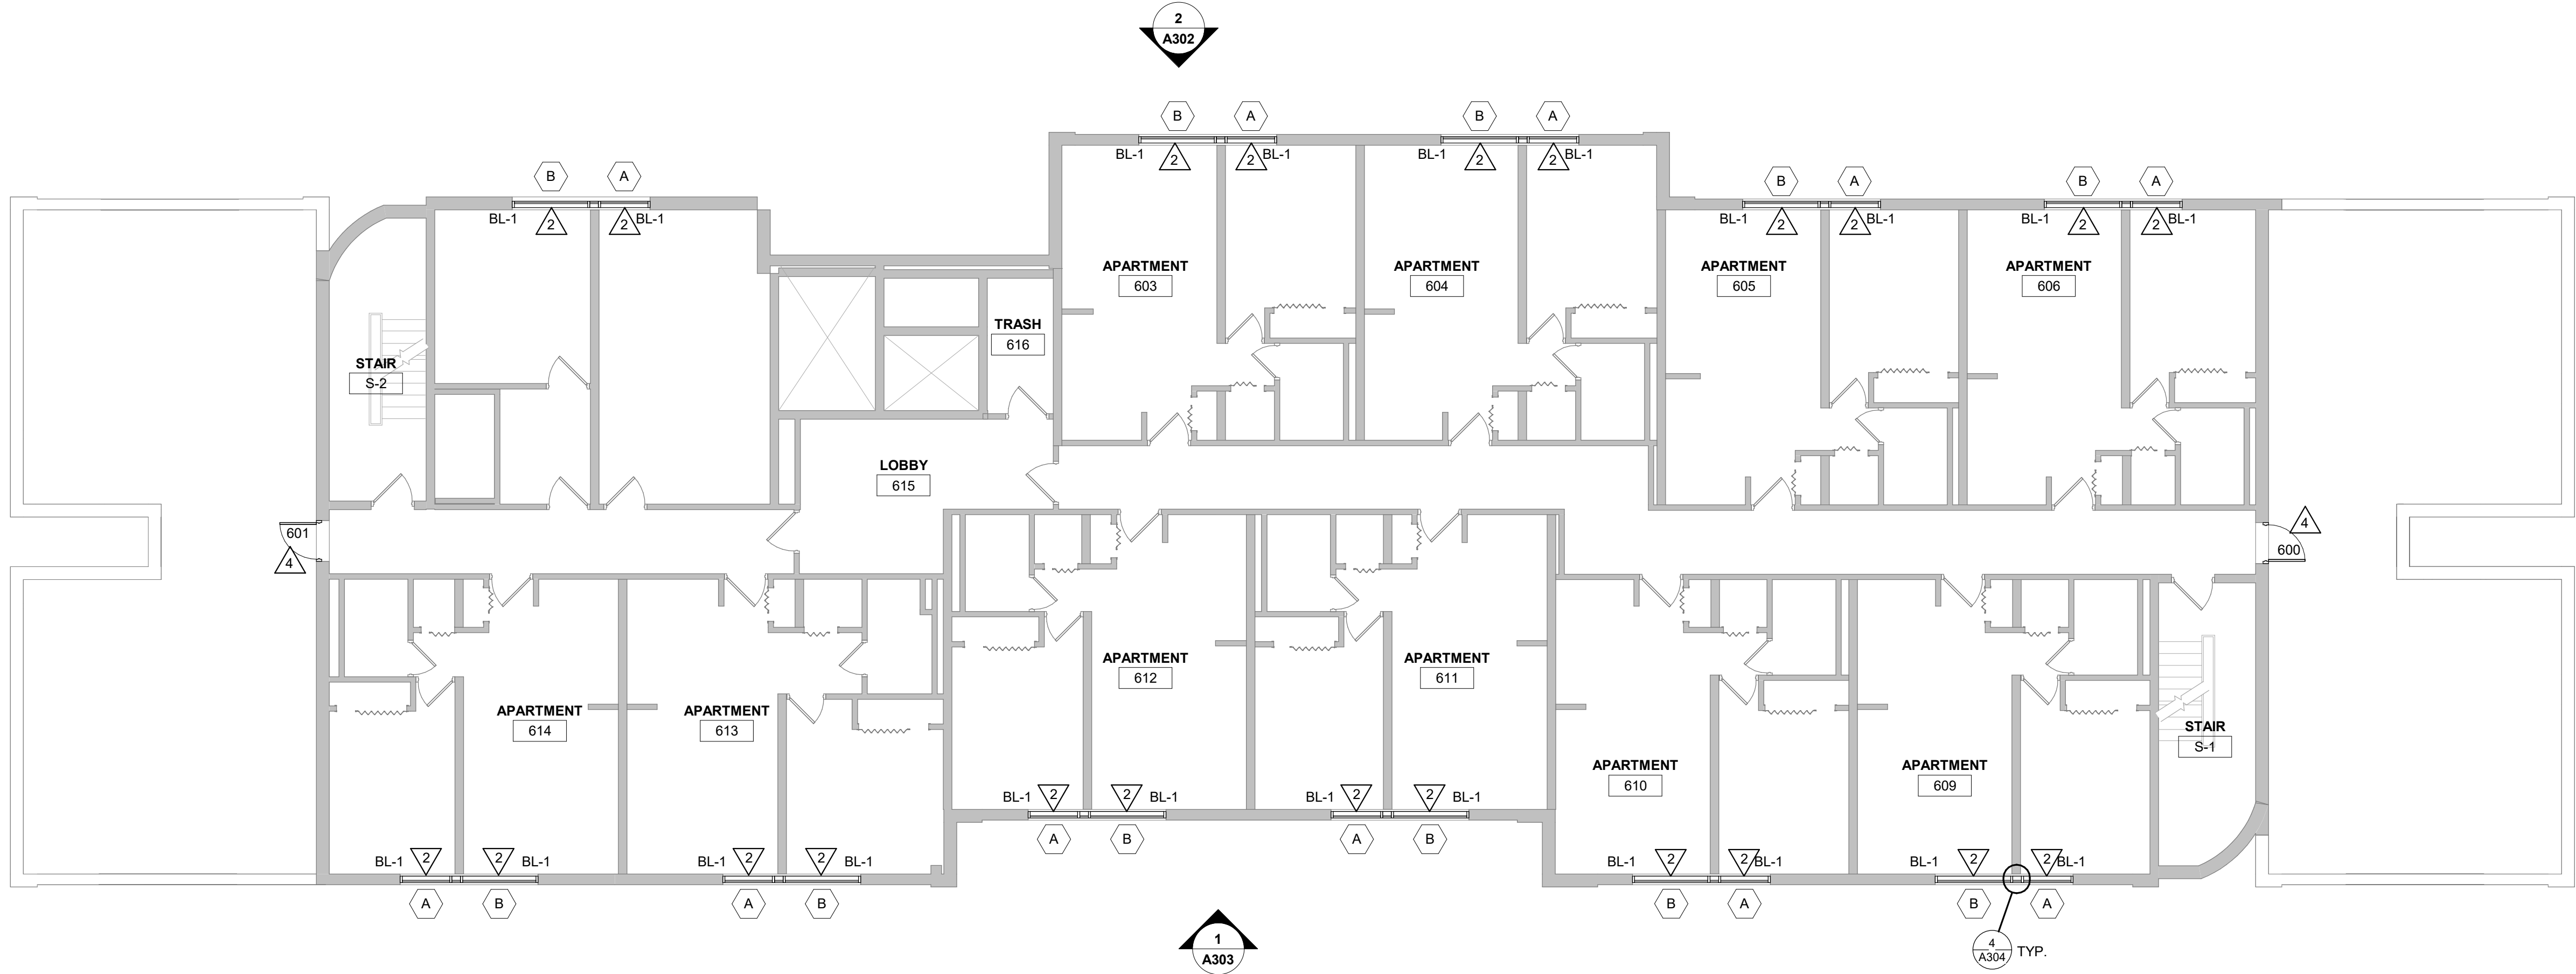 2
A302
B
A
B
A
BL-1
2
2
BL-1
BL-1
2
2
BL-1
B
A
B
A
B
A
BL-1
2
2
BL-1
BL-1
2
2
BL-1
BL-1
2
2
BL-1
APARTMENT
603
APARTMENT
604
APARTMENT
605
APARTMENT
606
TRASH
616
STAIR
S-2
LOBBY
615
601
4
4
600
APARTMENT
612
APARTMENT
611
APARTMENT
614
APARTMENT
613
STAIR
S-1
APARTMENT
610
APARTMENT
609
BL-1
2
2
BL-1
BL-1
2
2
BL-1
A
B
A
B
BL-1
2
2
BL-1
BL-1
2
2
BL-1
BL-1
2
2
BL-1
BL-1
2
2
BL-1
A
B
A
B
B
A
B
A
1
A303
4
A304
TYP.